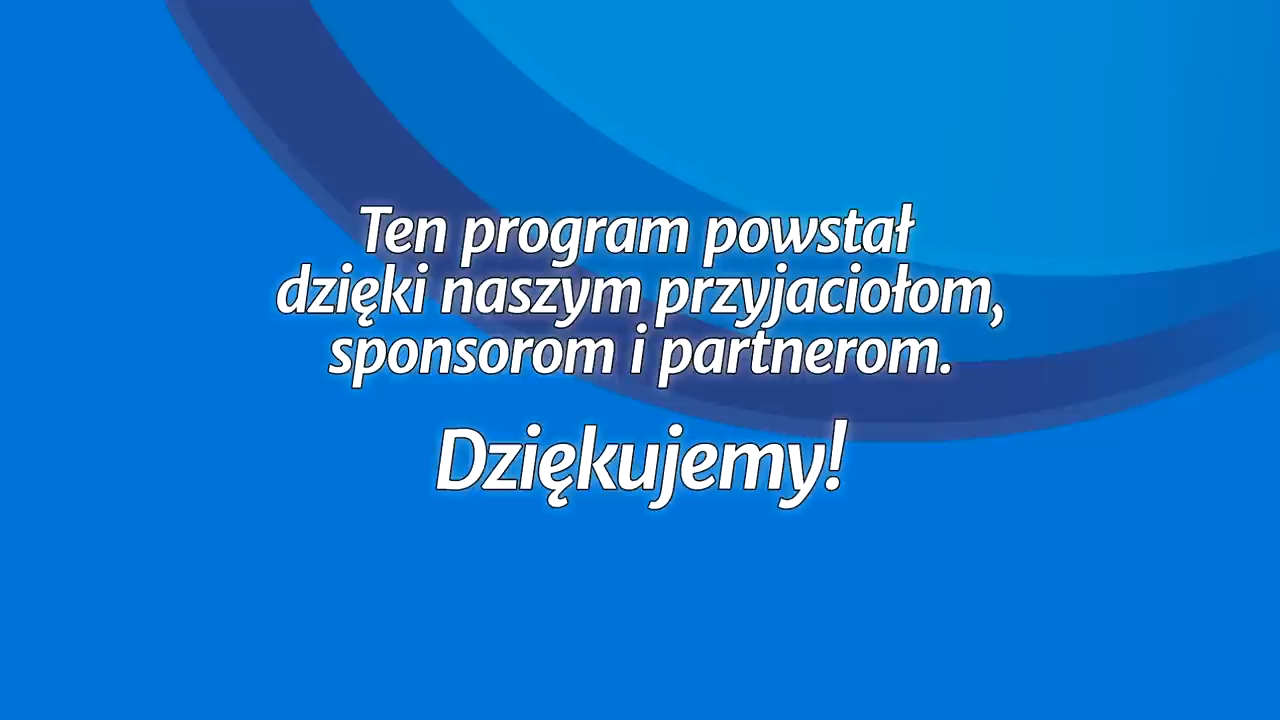 Ten program powstał
dzięki naszym przyjaciołom,
sponsorom i partnerom.
Dziękujemy!